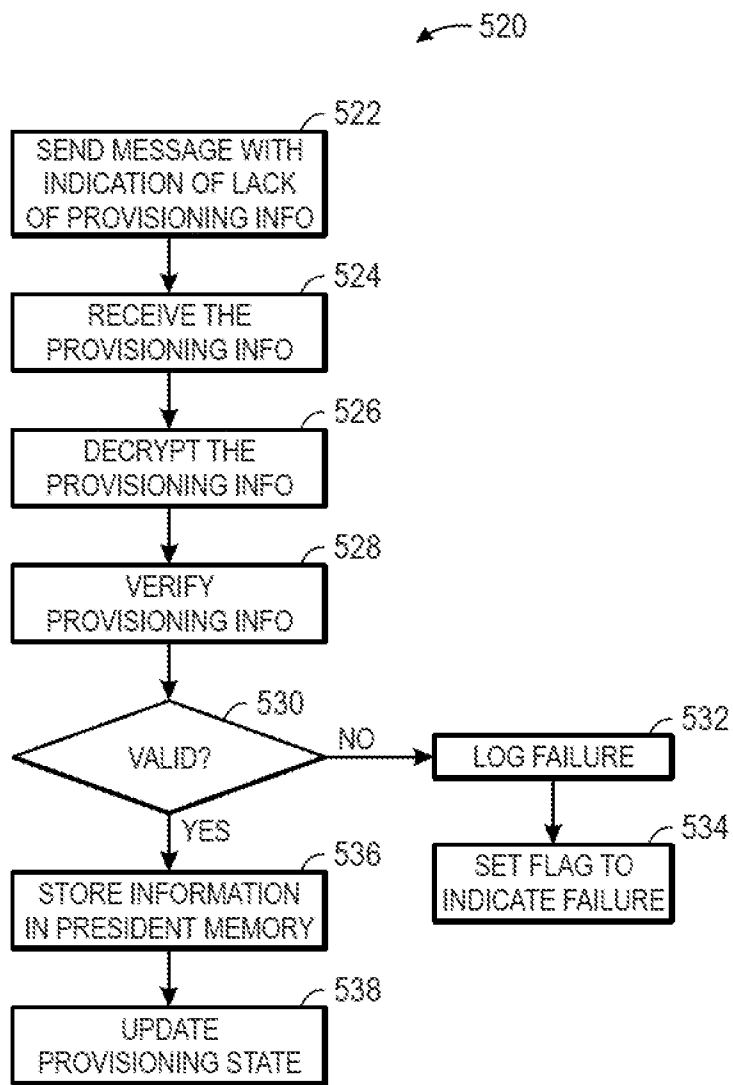 520
522
SEND MESSAGE WITH
INDICATION OF LACK
OF PROVISIONING INFO
524
RECEIVE THE
PROVISIONING INFO
526
DECRYPT THE
PROVISIONING INFO
528
VERIFY
PROVISIONING INFO
530
VALID?
NO
532
LOG FAILURE
534
SET FLAG TO
INDICATE FAILURE
YES
536
STORE INFORMATION
IN PRESIDENT MEMORY
538
UPDATE
PROVISIONING STATE